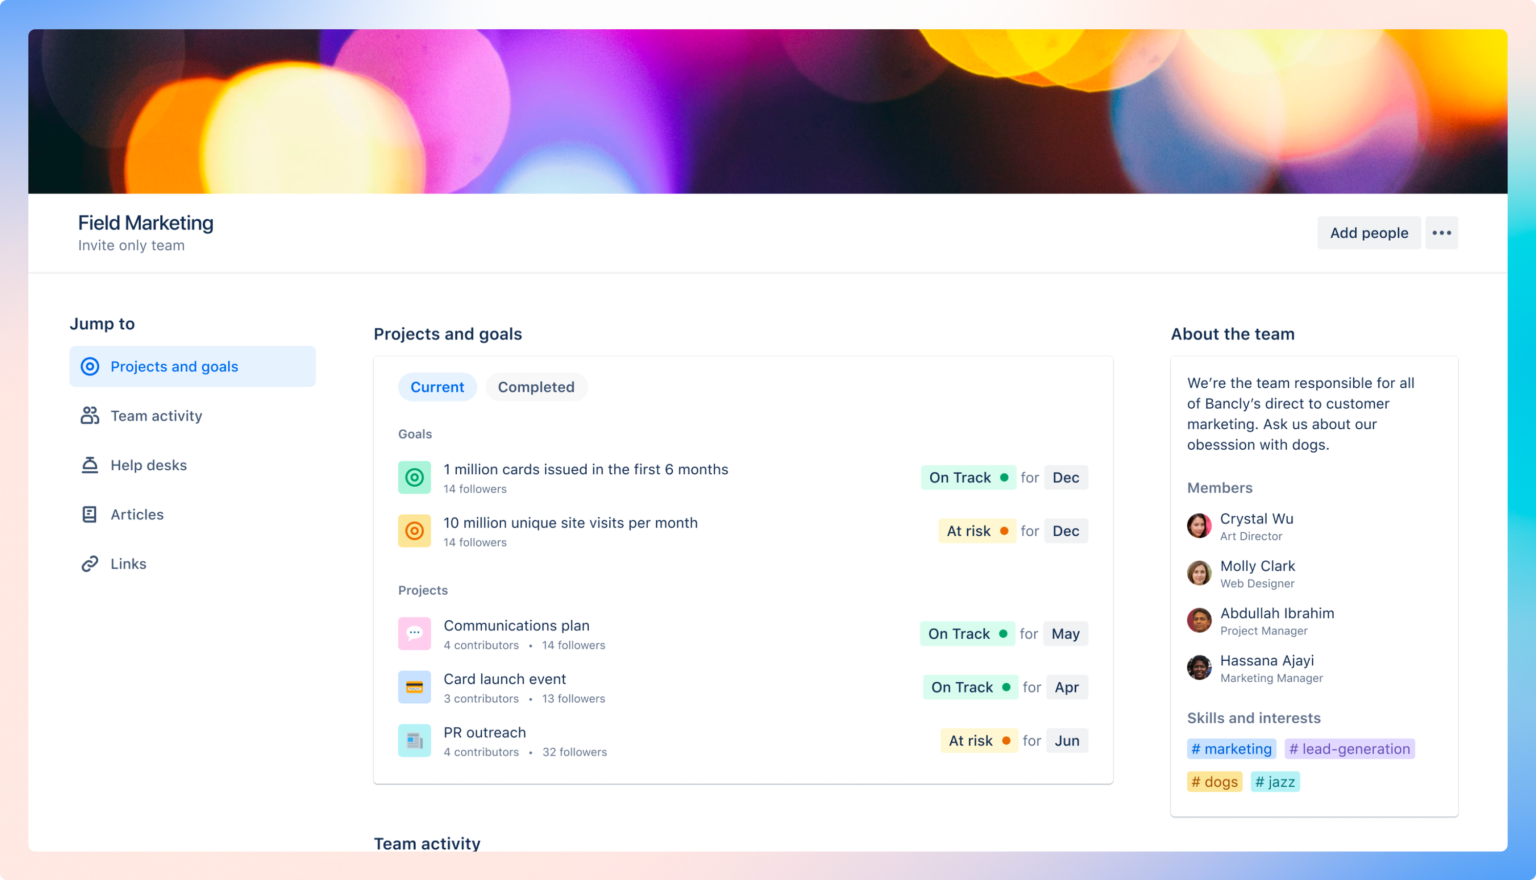 Field Marketing
Invite only team
Add people
Jump to
Projects and goals
Team activity
Help desks
Articles
Links
Projects and goals
Current
Completed
Goals
1 million cards issued in the first 6 months
14 followers
On Track for Dec
10 million unique site visits per month
14 followers
At risk for Dec
Projects
Communications plan
4 contributors • 14 followers
On Track for May
Card launch event
3 contributors • 13 followers
On Track for Apr
PR outreach
4 contributors • 32 followers
At risk for Jun
Team activity
About the team
We're the team responsible for all
of Bancly's direct to customer
marketing. Ask us about our
obesssion with dogs.
Members
Crystal Wu
Art Director
Molly Clark
Web Designer
Abdullah Ibrahim
Project Manager
Hassana Ajayi
Marketing Manager
Skills and interests
# marketing # lead-generation
# dogs # jazz